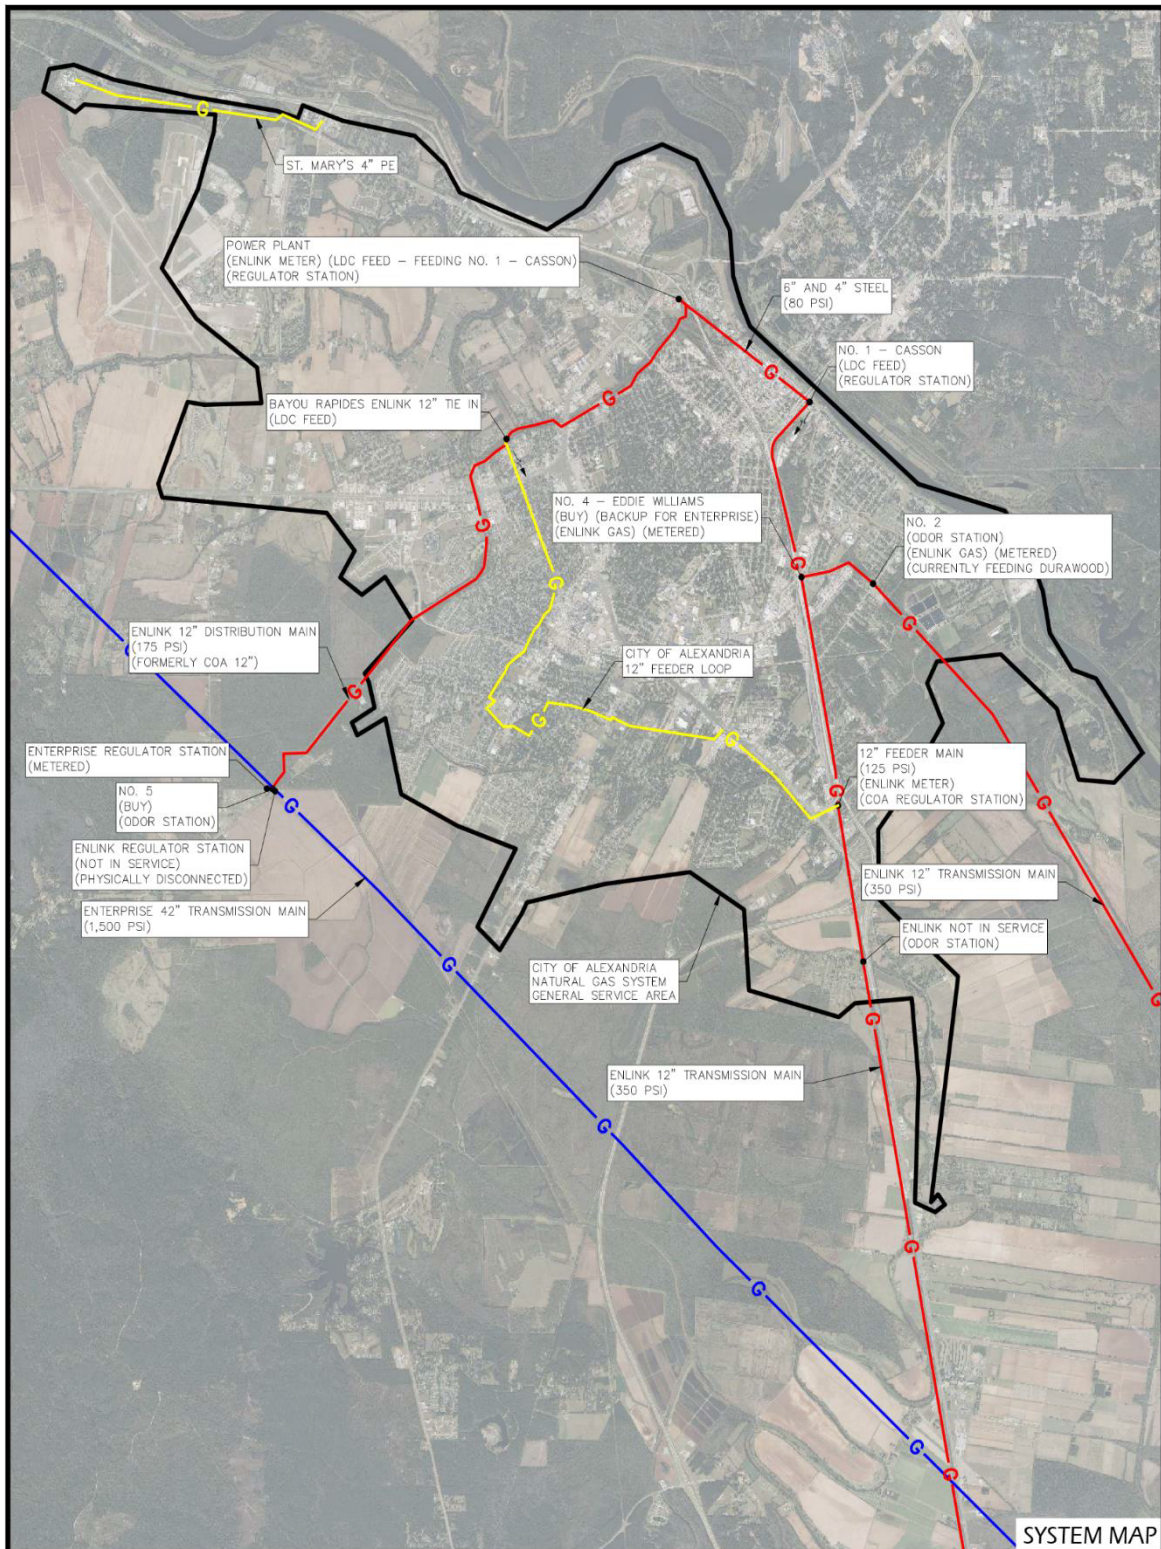 G
ST. MARY'S 4" PE
POWER PLANT
(ENLINK METER) (LDC FEED – FEEDING NO. 1 – CASSON)
(REGULATOR STATION)
6" AND 4" STEEL
(80 PSI)
G
NO. 1 – CASSON
(LDC FEED)
(REGULATOR STATION)
G
BAYOU RAPIDES ENLINK 12" TIE IN
(LDC FEED)
NO. 4 – EDDIE WILLIAMS
(BUY) (BACKUP FOR ENTERPRISE)
(ENLINK GAS) (METERED)
G
NO. 2
(ODOR STATION)
(ENLINK GAS) (METERED)
(CURRENTLY FEEDING DURAWOOD)
G
G
G
ENLINK 12" DISTRIBUTION MAIN
(175 PSI)
(FORMERLY COA 12")
G
CITY OF ALEXANDRIA
12" FEEDER LOOP
G
G
G
G
ENTERPRISE REGULATOR STATION
(METERED)
12" FEEDER MAIN
(125 PSI)
(ENLINK METER)
(COA REGULATOR STATION)
G
NO. 5
(BUY)
(ODOR STATION)
G
G
ENLINK REGULATOR STATION
(NOT IN SERVICE)
(PHYSICALLY DISCONNECTED)
ENLINK 12" TRANSMISSION MAIN
(350 PSI)
ENTERPRISE 42" TRANSMISSION MAIN
(1,500 PSI)
ENLINK NOT IN SERVICE
(ODOR STATION)
G
CITY OF ALEXANDRIA
NATURAL GAS SYSTEM
GENERAL SERVICE AREA
G
G
ENLINK 12" TRANSMISSION MAIN
(350 PSI)
G
G
G
G
G
SYSTEM MAP